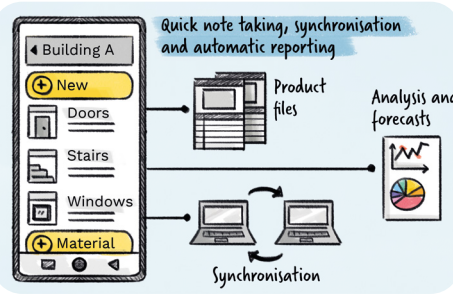 Quick note taking, synchronisation
and automatic reporting
Building A
New
Doors
Stairs
Windows
Material
Product
files
Analysis and
forecasts
Synchronisation